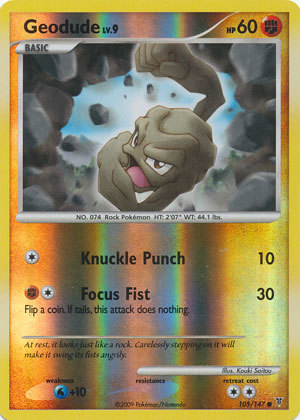 Geodude LV.9 HP 60
BASIC
NO. 074 Rock Pokémon HT: 2'07" WT: 44.1 lbs.
Knuckle Punch 10
Focus Fist 30
Flip a coin. If tails, this attack does nothing.
At rest, it looks just like a rock. Carelessly stepping on it will
make it swing its fists angrily.
Illus. Kouki Saitou
weakness resistance retreat cost
+10
©2009 Pokémon/Nintendo 105/147